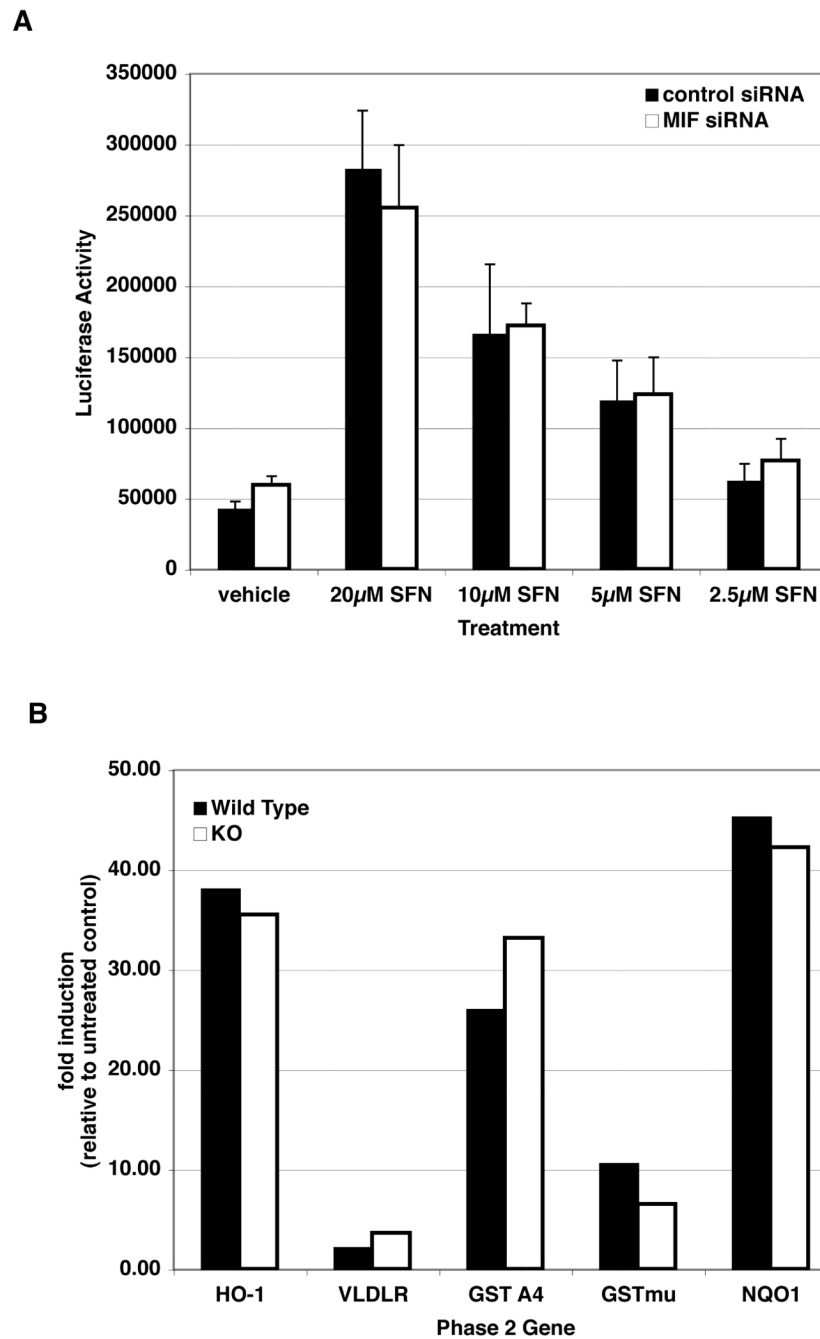 A
350000
300000
250000
200000
150000
100000
50000
0
Luciferase Activity
control siRNA
MIF siRNA
vehicle 20µM SFN 10µM SFN 5µM SFN 2.5µM SFN
Treatment
B
50.00
40.00
30.00
20.00
10.00
0.00
fold induction
(relative to untreated control)
Wild Type
KO
HO-1 VLDLR GST A4 GSTmu NQO1
Phase 2 Gene